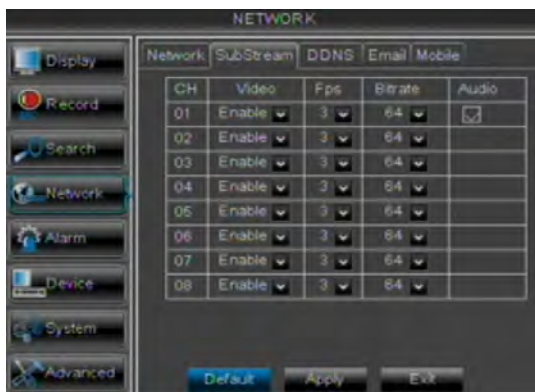 NETWORK
Display
Record
Search
Network
Alarm
Device
System
Advanced
Network SubStream DDNS Email Mobile
CH Video Fps Bitrate Audio
01 Enable 3 64
02 Enable 3 64
03 Enable 3 64
04 Enable 3 64
05 Enable 3 64
06 Enable 3 64
07 Enable 3 64
08 Enable 3 64
Default Apply Exit